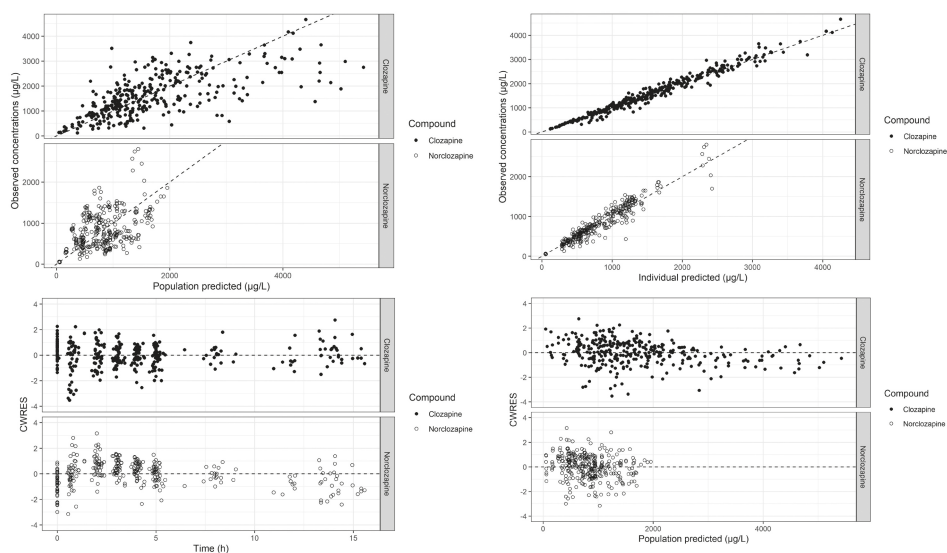 4000
3000
2000
1000
0
Clozapine
2000
1000
0
Norclozapine
Observed concentrations (µg/L)
0
2000
4000
Population predicted (µg/L)
Compound
Clozapine
Norclozapine
4000
3000
2000
1000
0
Clozapine
2000
1000
0
Norclozapine
Observed concentrations (µg/L)
0
1000
2000
3000
4000
Individual predicted (µg/L)
Compound
Clozapine
Norclozapine
4
2
0
-2
-4
Clozapine
4
2
0
-2
-4
Norclozapine
CWRES
0
5
10
15
Time (h)
Compound
Clozapine
Norclozapine
4
2
0
-2
-4
Clozapine
4
2
0
-2
-4
Norclozapine
CWRES
0
2000
4000
Population predicted (µg/L)
Compound
Clozapine
Norclozapine